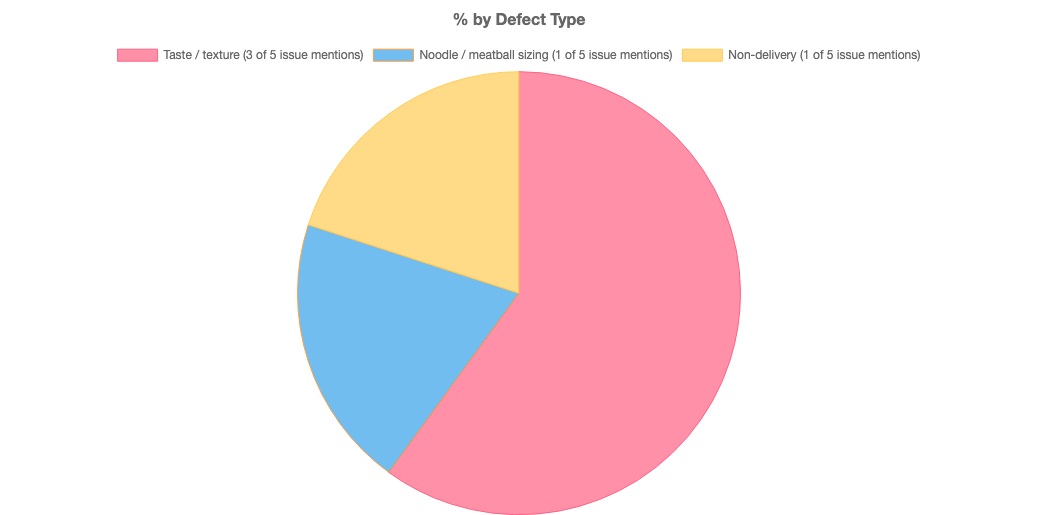 % by Defect Type
Taste / texture (3 of 5 issue mentions) Noodle / meatball sizing (1 of 5 issue mentions) Non-delivery (1 of 5 issue mentions)